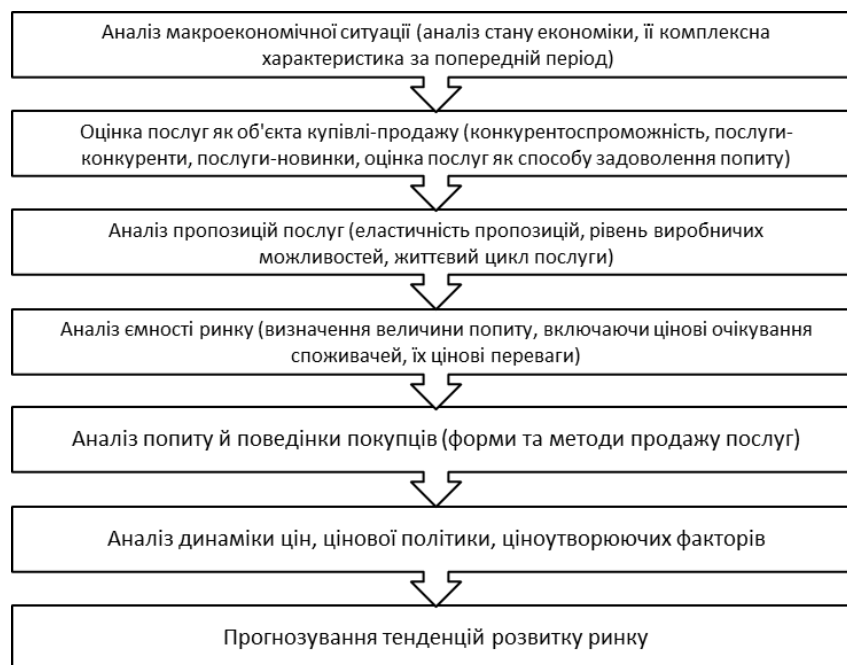 Аналіз макроекономічної ситуації (аналіз стану економіки, її комплексна
характеристика за попередній період)
Оцінка послуг як об'єкта купівлі-продажу (конкурентоспроможність, послуги-
конкуренти, послуги-новинки, оцінка послуг як способу задоволення попиту)
Аналіз пропозицій послуг (еластичність пропозицій, рівень виробничих
можливостей, життєвий цикл послуги)
Аналіз ємності ринку (визначення величини попиту, включаючи цінові очікування
споживачей, їх цінові переваги)
Аналіз попиту й поведінки покупців (форми та методи продажу послуг)
Аналіз динаміки цін, цінової політики, ціноутворюючих факторів
Прогнозування тенденцій розвитку ринку